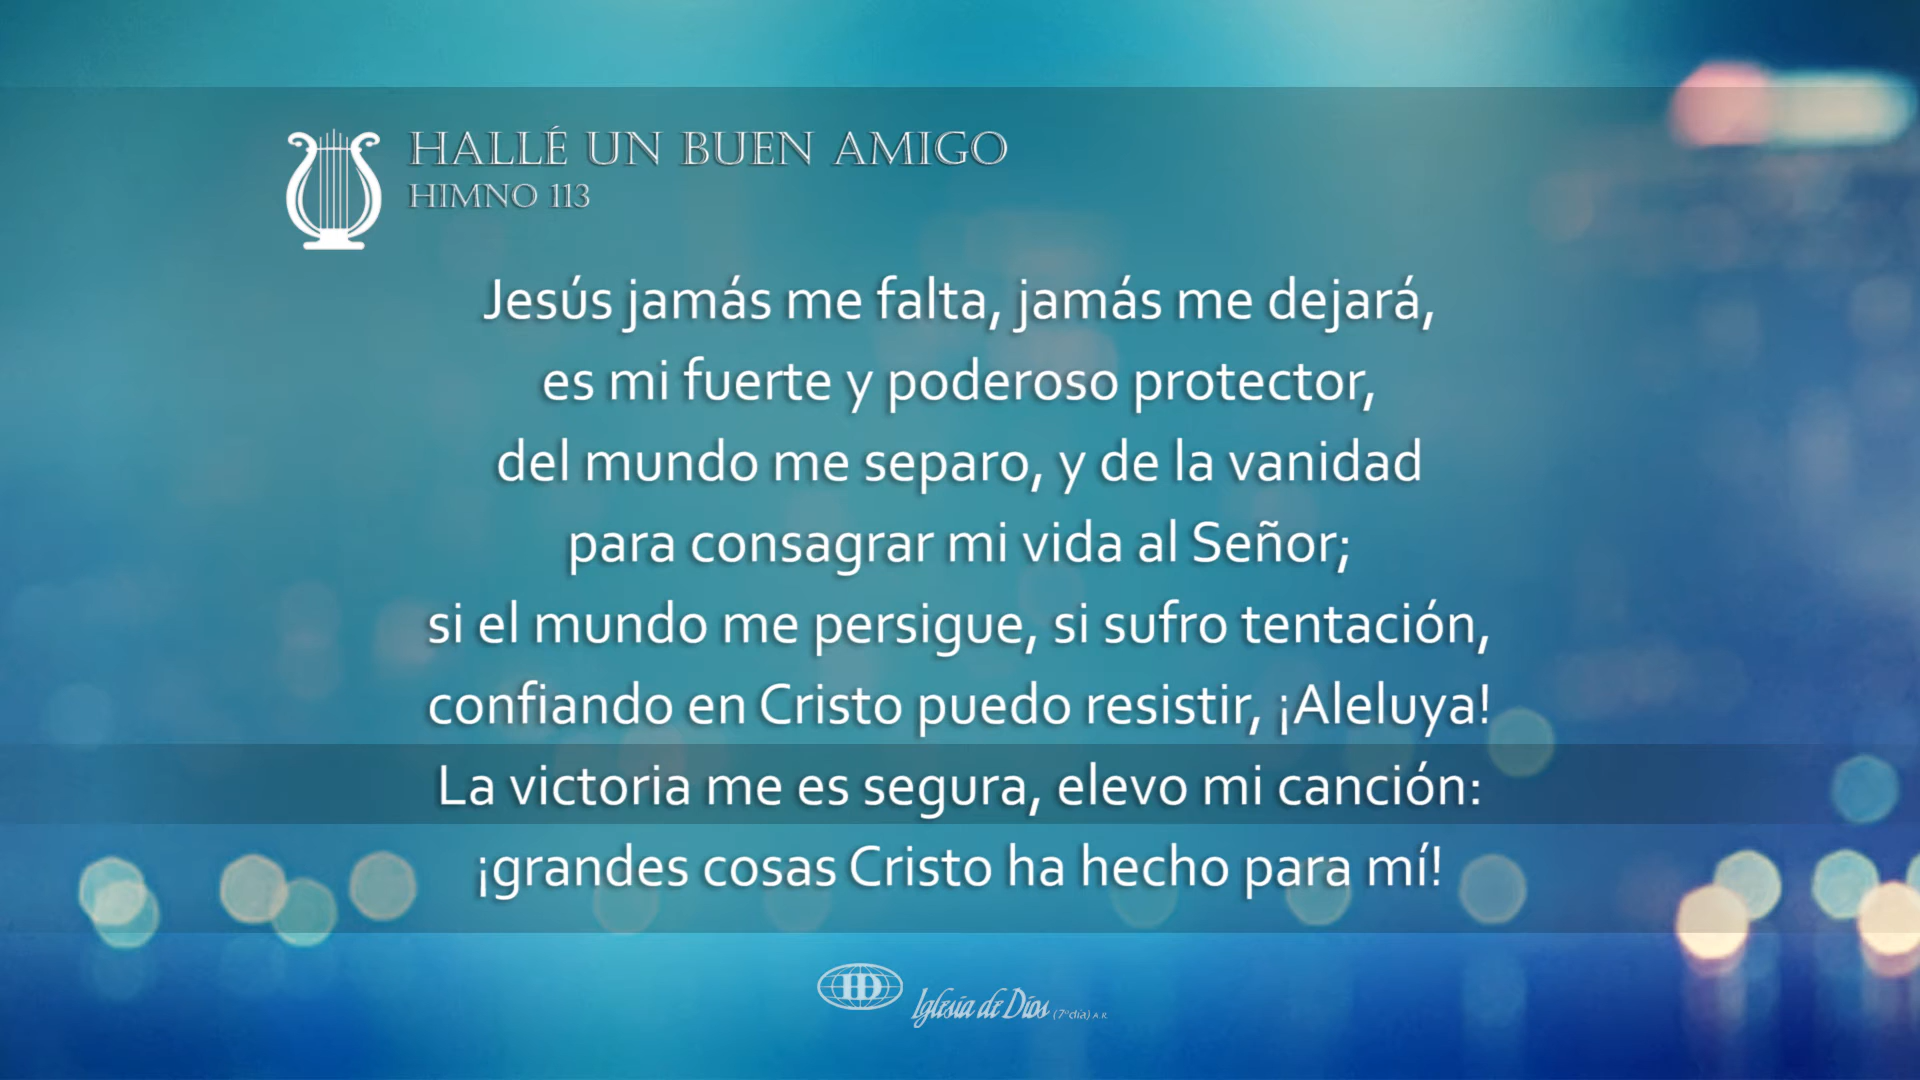 HALLÉ UN BUEN AMIGO
HIMNO 113
Jesús jamás me falta, jamás me dejará,
es mi fuerte y poderoso protector,
del mundo me separo, y de la vanidad
para consagrar mi vida al Señor;
si el mundo me persigue, si sufro tentación,
confiando en Cristo puedo resistir, ¡Aleluya!
La victoria me es segura, elevo mi canción:
¡grandes cosas Cristo ha hecho para mí!
Iglesia de Dios (7º día) A. R.